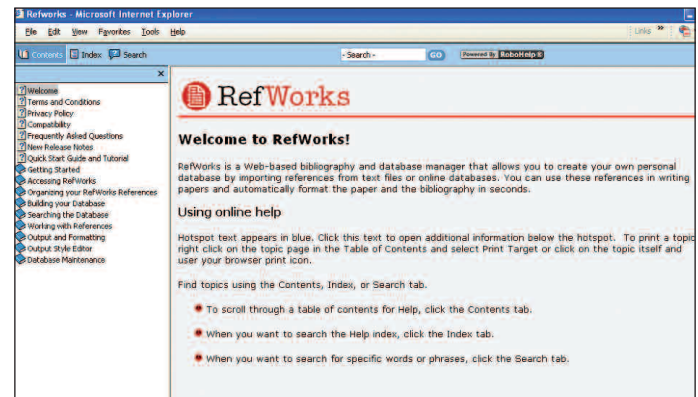 Refworks - Microsoft Internet Explorer
File Edit View Favorites Tools Help
Links »
Contents Index Search
- Search -
GO
Powered By RoboHelp
Welcome
Terms and Conditions
Privacy Policy
Compatibility
Frequently Asked Questions
New Release Notes
Quick Start Guide and Tutorial
Getting Started
Accessing RefWorks
Organizing your RefWorks References
Building your Database
Searching the Database
Working with References
Output and Formatting
Output Style Editor
Database Maintenance
RefWorks
Welcome to RefWorks!
RefWorks is a Web-based bibliography and database manager that allows you to create your own personal
database by importing references from text files or online databases. You can use these references in writing
papers and automatically format the paper and the bibliography in seconds.
Using online help
Hotspot text appears in blue. Click this text to open additional information below the hotspot. To print a topic
right click on the topic page in the Table of Contents and select Print Target or click on the topic itself and
user your browser print icon.
Find topics using the Contents, Index, or Search tab.
To scroll through a table of contents for Help, click the Contents tab.
When you want to search the Help index, click the Index tab.
When you want to search for specific words or phrases, click the Search tab.